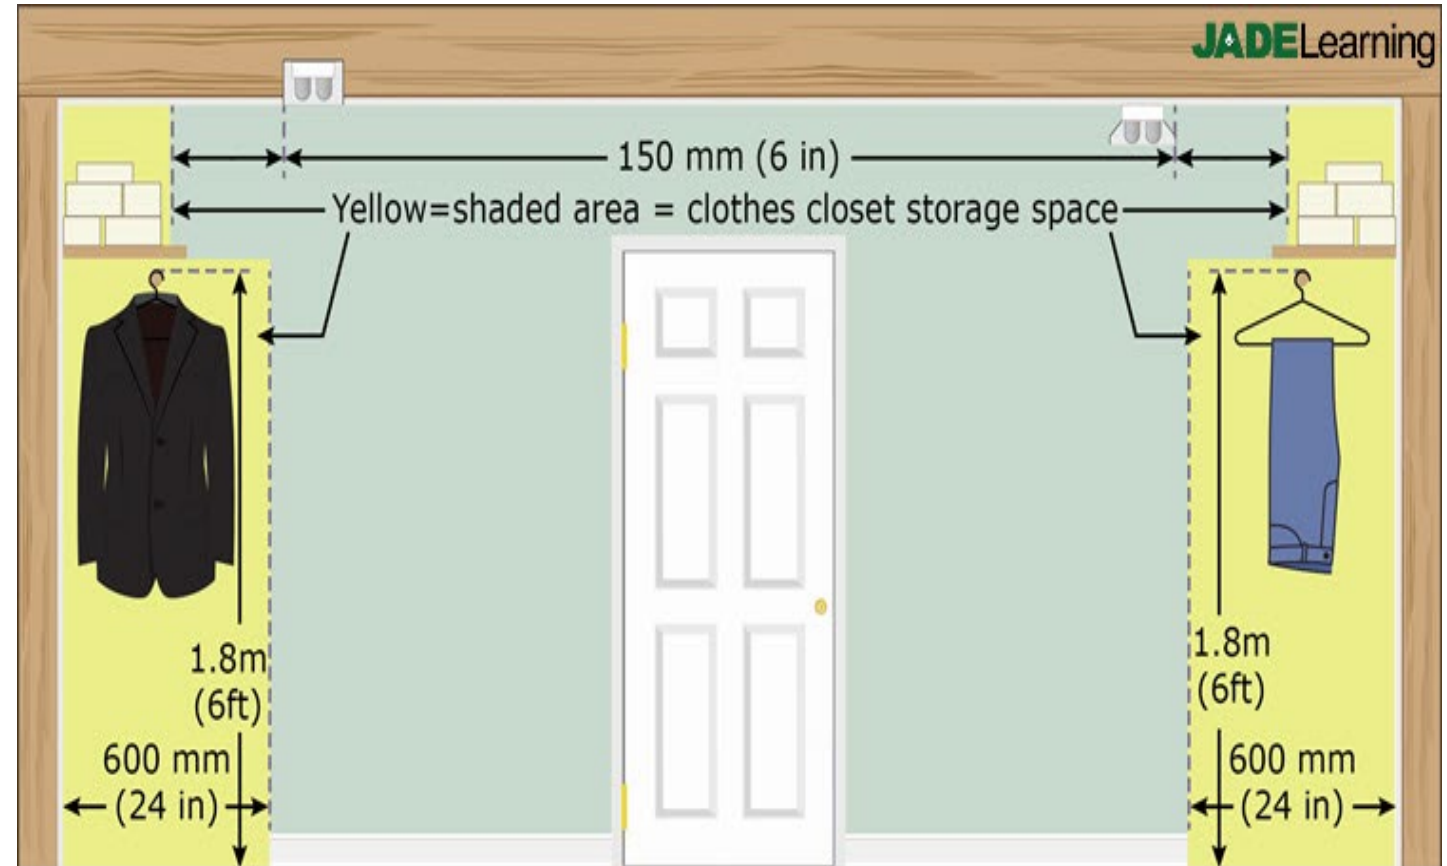 JADELearning
150 mm (6 in)
Yellow=shaded area = clothes closet storage space
1.8m
(6ft)
600 mm
(24 in)
1.8m
(6ft)
600 mm
(24 in)